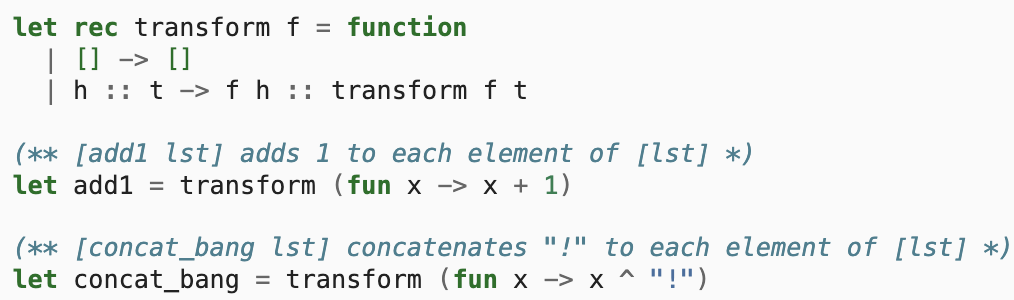 let rec transform f = function
  | [] -> []
  | h :: t -> f h :: transform f t

(** [add1 lst] adds 1 to each element of [lst] *)
let add1 = transform (fun x -> x + 1)

(** [concat_bang lst] concatenates "!" to each element of [lst] *)
let concat_bang = transform (fun x -> x ^ "!")